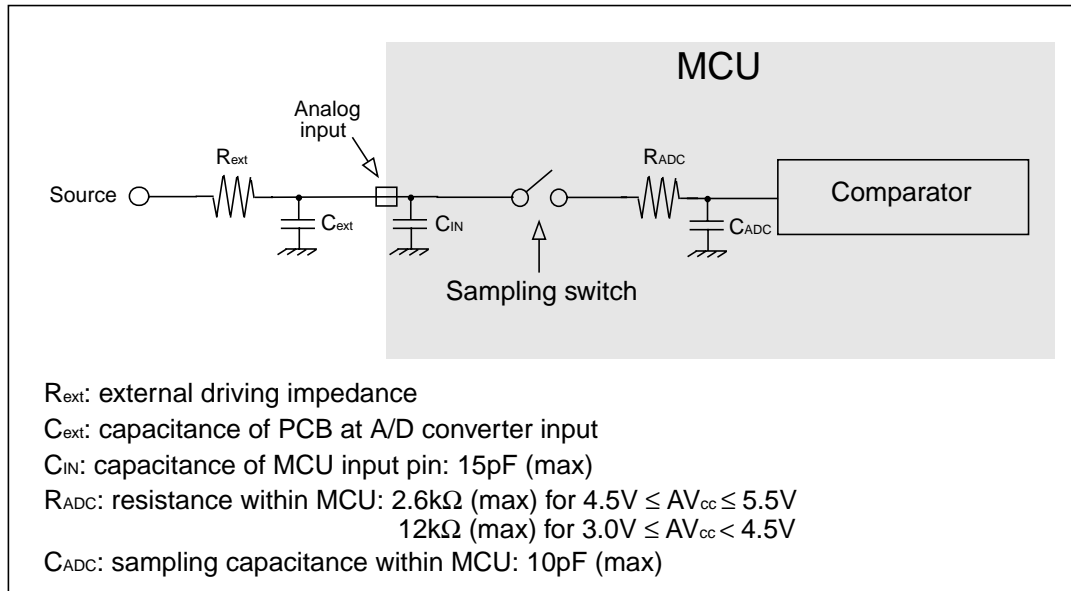 MCU
Analog
input
Rext
RADC
Source
Comparator
Cext
CIN
CADC
Sampling switch
Rext: external driving impedance
Cext: capacitance of PCB at A/D converter input
CIN: capacitance of MCU input pin: 15pF (max)
RADC: resistance within MCU: 2.6kΩ (max) for 4.5V ≤ AVcc ≤ 5.5V
12kΩ (max) for 3.0V ≤ AVcc < 4.5V
CADC: sampling capacitance within MCU: 10pF (max)